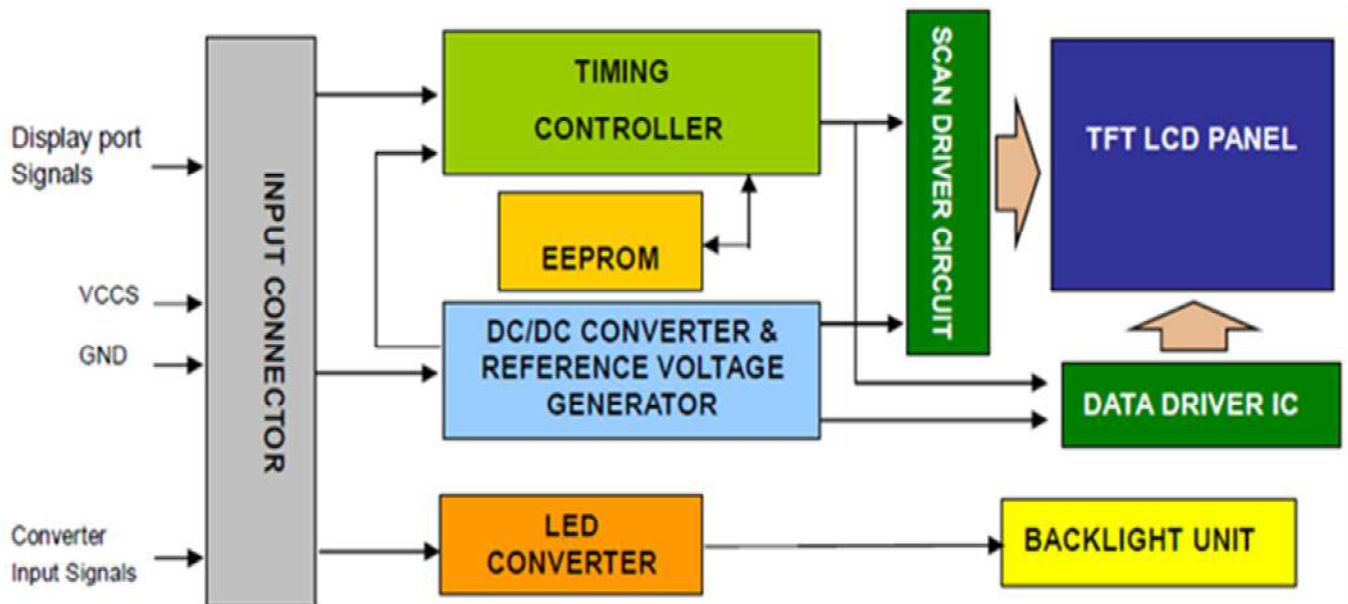 Display port
Signals
VCCS
GND
Converter
Input Signals
INPUT CONNECTOR
TIMING
CONTROLLER
EEPROM
DC/DC CONVERTER &
REFERENCE VOLTAGE
GENERATOR
LED
CONVERTER
SCAN DRIVER CIRCUIT
TFT LCD PANEL
DATA DRIVER IC
BACKLIGHT UNIT